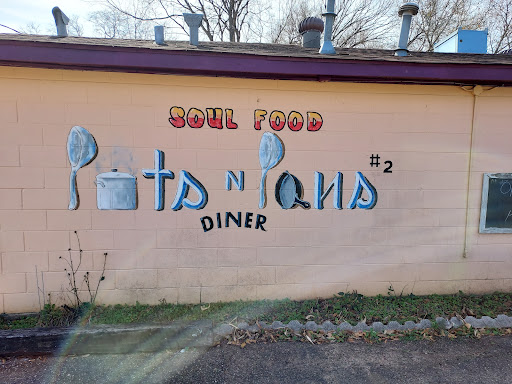 SOUL FOOD
Pots N Pans #2
DINER